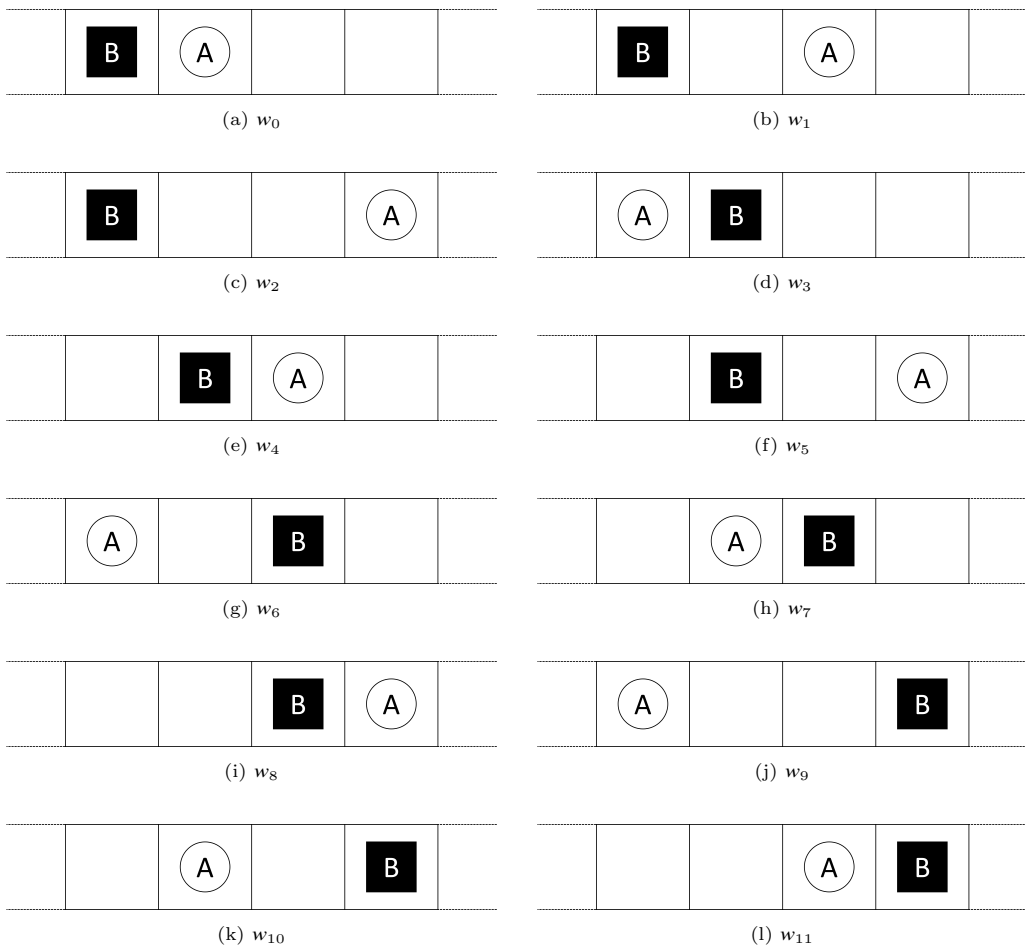 B A B A
(a) w₀ (b) w₁
B A A B
(c) w₂ (d) w₃
B A B A
(e) w₄ (f) w₅
A B A B
(g) w₆ (h) w₇
B A A B
(i) w₈ (j) w₉
A B A B
(k) w₁₀ (l) w₁₁